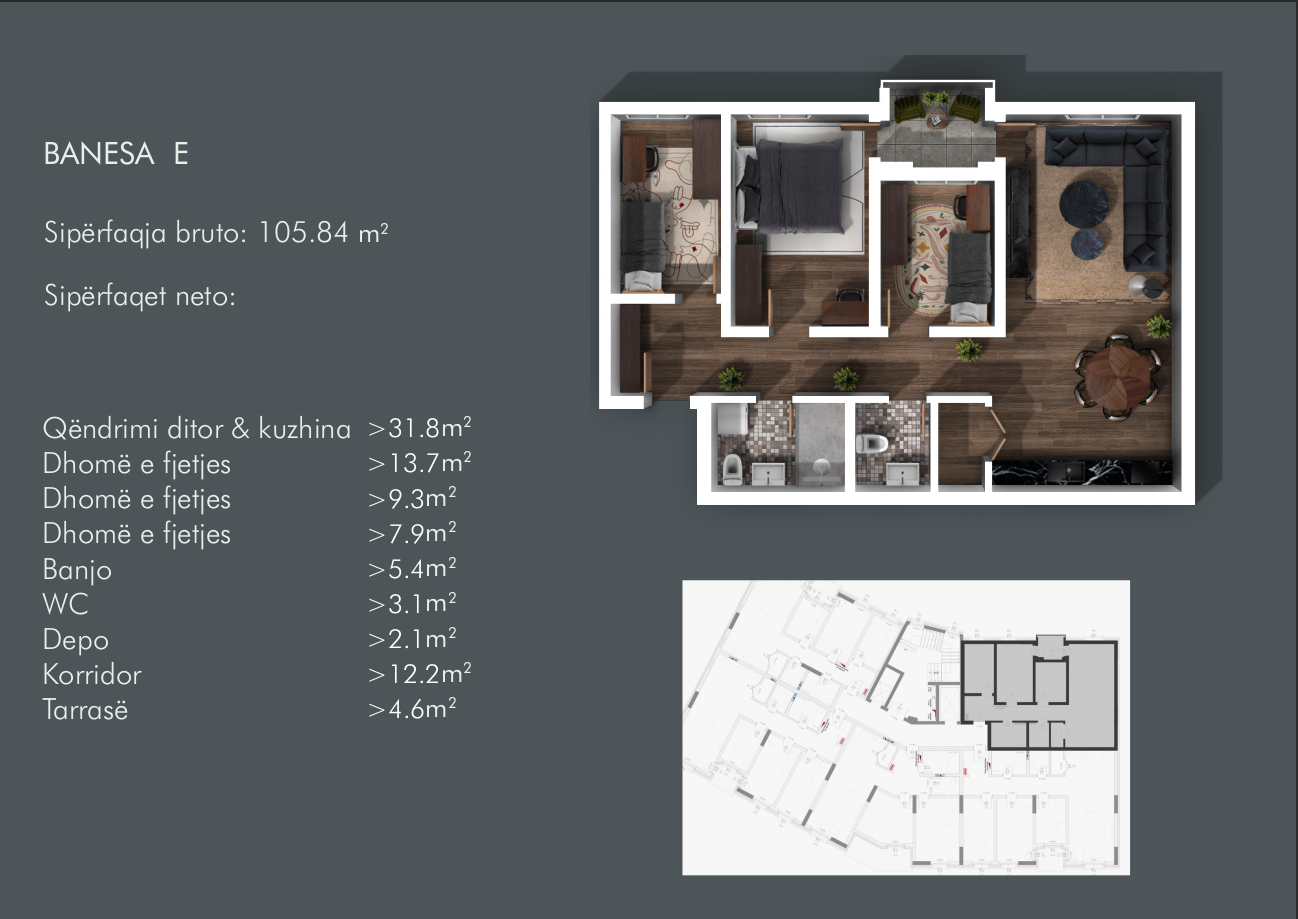 BANESA E
Sipërfaqja bruto: 105.84 m²
Sipërfaqet neto:
Qëndrimi ditor & kuzhina >31.8m²
Dhomë e fjetjes >13.7m²
Dhomë e fjetjes >9.3m²
Dhomë e fjetjes >7.9m²
Banjo >5.4m²
WC >3.1m²
Depo >2.1m²
Korridor >12.2m²
Tarrasë >4.6m²